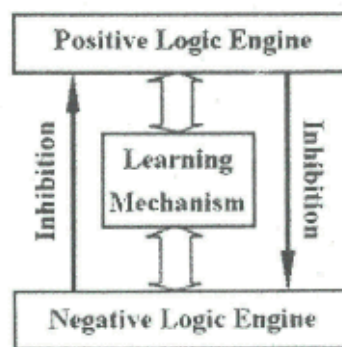 Positive Logic Engine
Inhibition
Learning
Mechanism
Inhibition
Negative Logic Engine